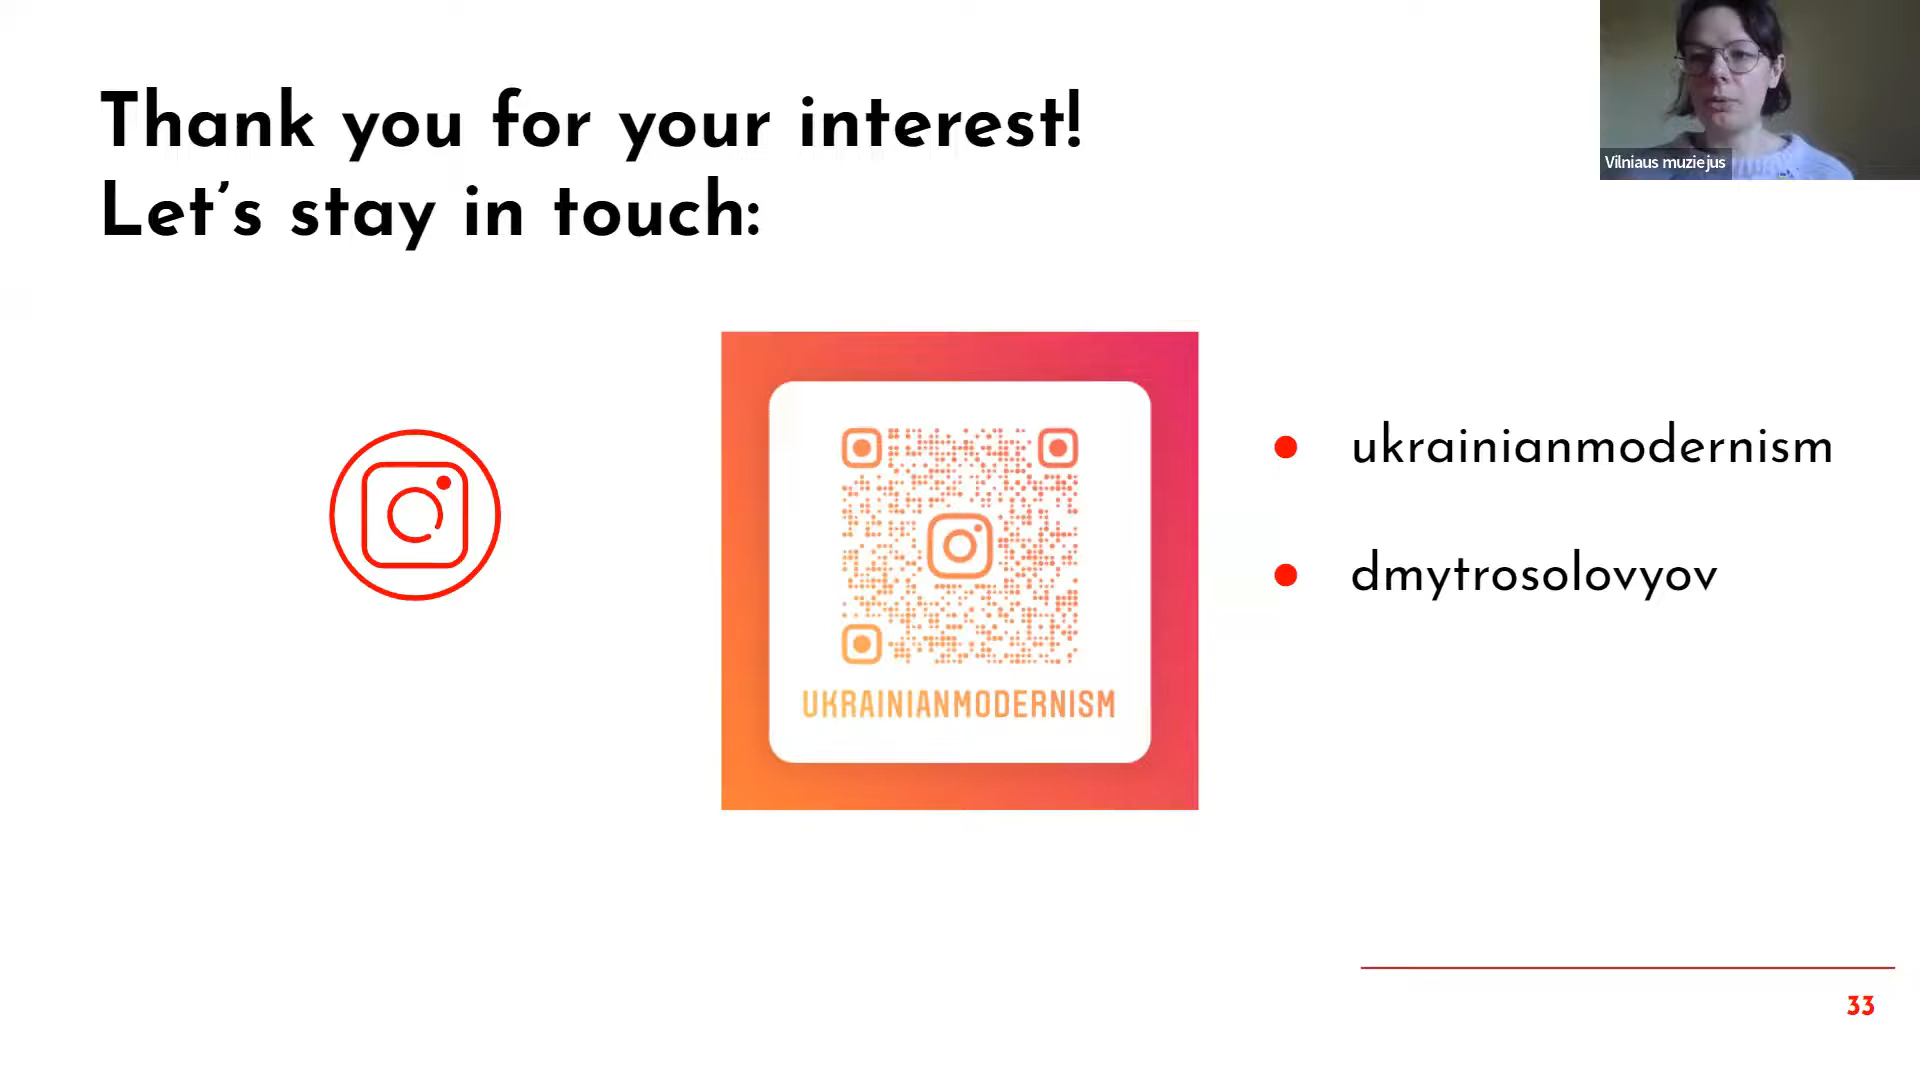 Thank you for your interest!
Let’s stay in touch:
Vilniaus muziejus
UKRAINIANMODERNISM
● ukrainianmodernism
● dmytrosolovyov
33